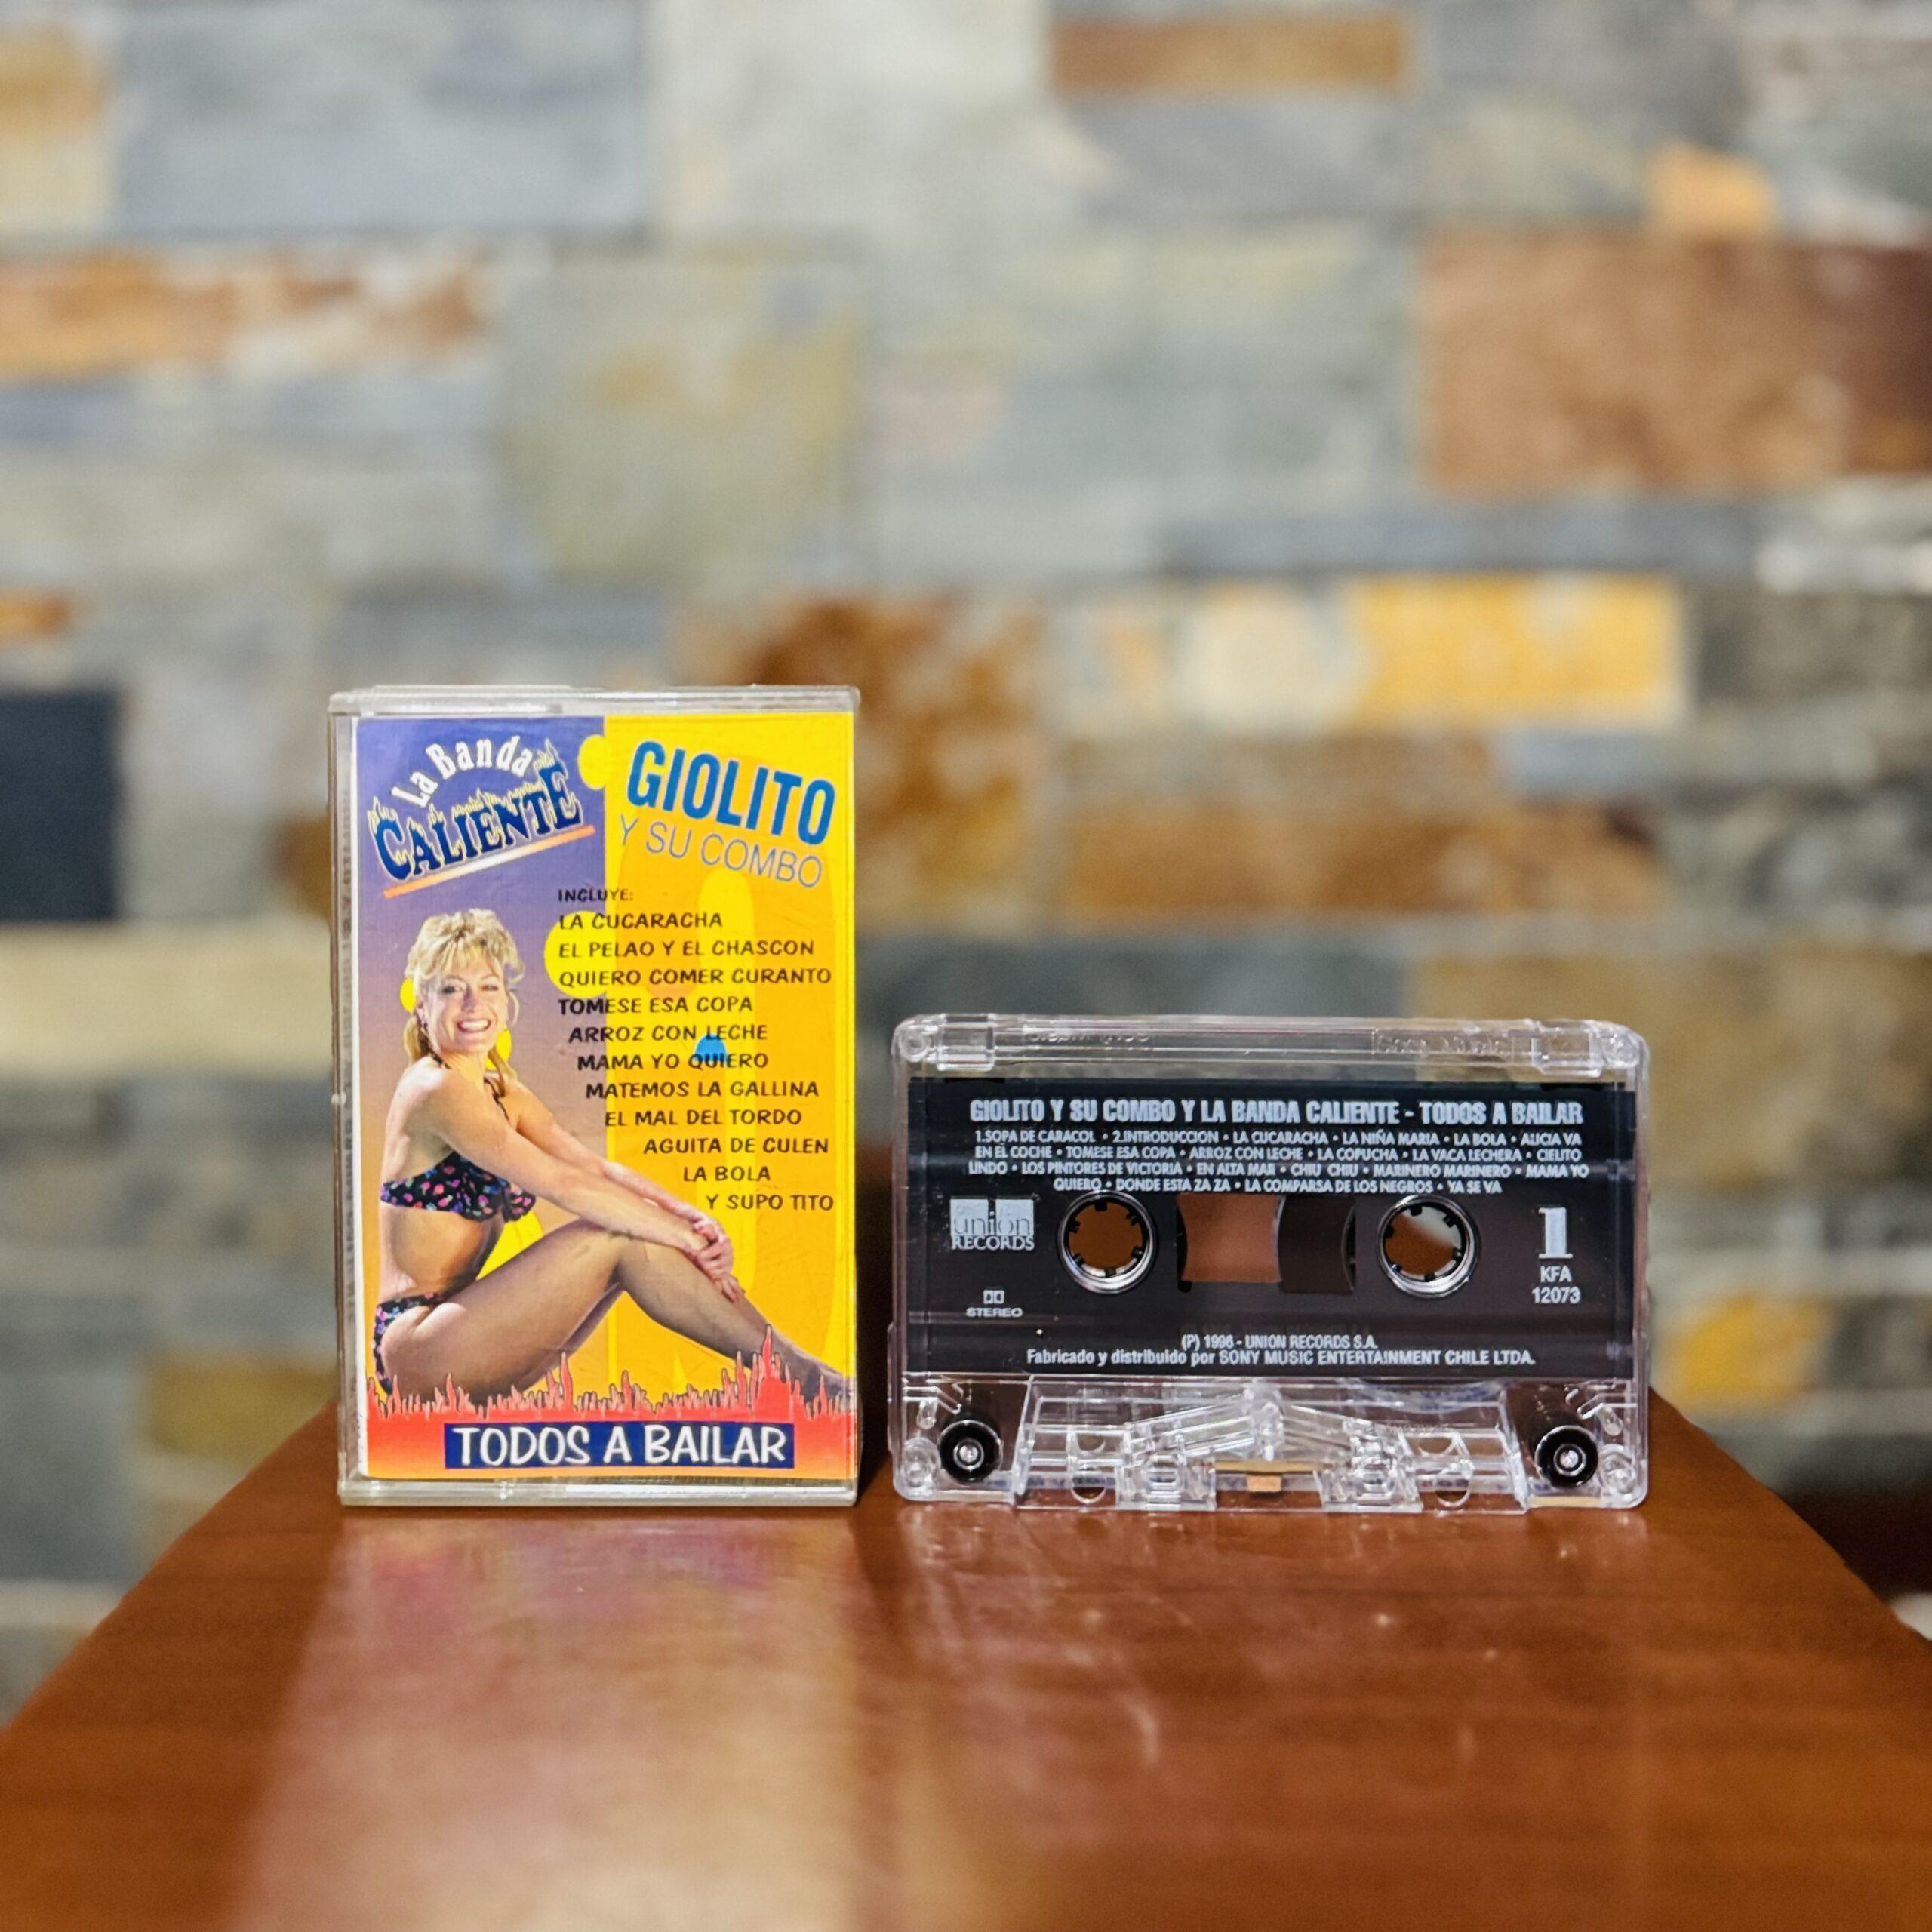 La Banda
CALIENTE
GIOLITO
Y SU COMBO
INCLUYE:
LA CUCARACHA
EL PELAO Y EL CHASCON
QUIERO COMER CURANTO
TOMESE ESA COPA
ARROZ CON LECHE
MAMA YO QUIERO
MATEMOS LA GALLINA
EL MAL DEL TORDO
AGUITA DE CULEN
LA BOLA
Y SUPO TITO
TODOS A BAILAR
GIOLITO Y SU COMBO Y LA BANDA CALIENTE - TODOS A BAILAR
1.SOPA DE CARACOL • 2.INTRODUCCION • LA CUCARACHA • LA NIÑA MARIA • LA BOLA • ALICIA VA
EN EL COCHE • TOMESE ESA COPA • ARROZ CON LECHE • LA COPUCHA • LA VACA LECHERA • CIELITO
LINDO • LOS PINTORES DE VICTORIA • EN ALTA MAR • CHIU CHIU • MARINERO MARINERO • MAMA YO
QUIERO • DONDE ESTA ZA ZA • LA COMPARSA DE LOS NEGROS • YA SE VA
unión
RECORDS
STEREO
1
KFA
12073
(P) 1996 - UNION RECORDS S.A.
Fabricado y distribuido por SONY MUSIC ENTERTAINMENT CHILE LTDA.